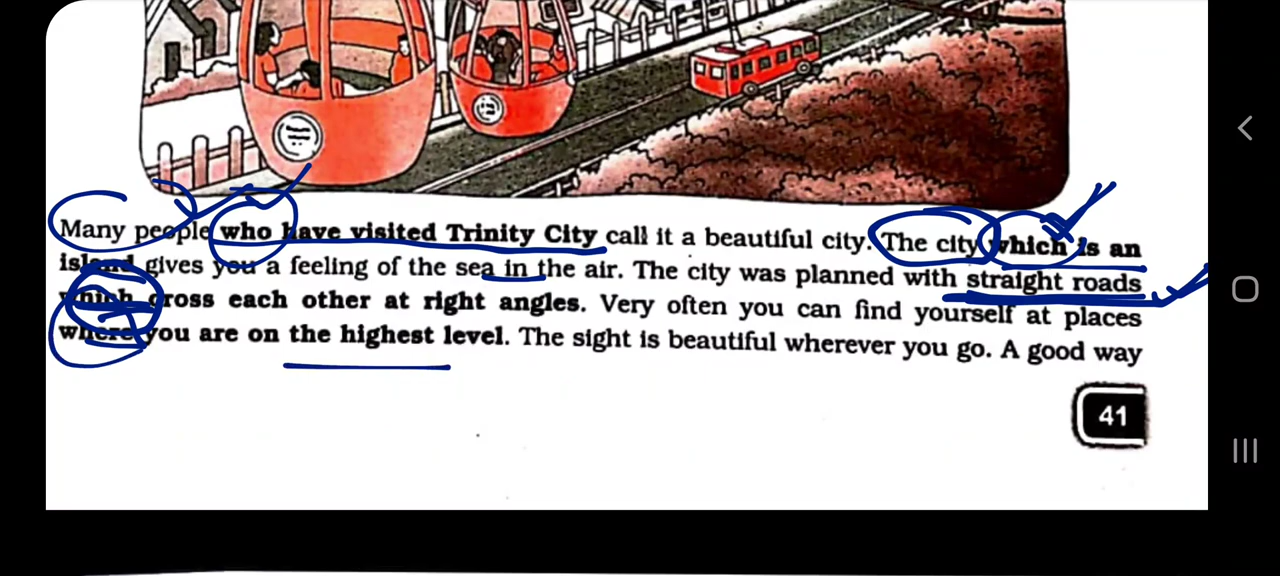 Many people who have visited Trinity City call it a beautiful city. The city which is an
island gives you a feeling of the sea in the air. The city was planned with straight roads
which cross each other at right angles. Very often you can find yourself at places
where you are on the highest level. The sight is beautiful wherever you go. A good way
41